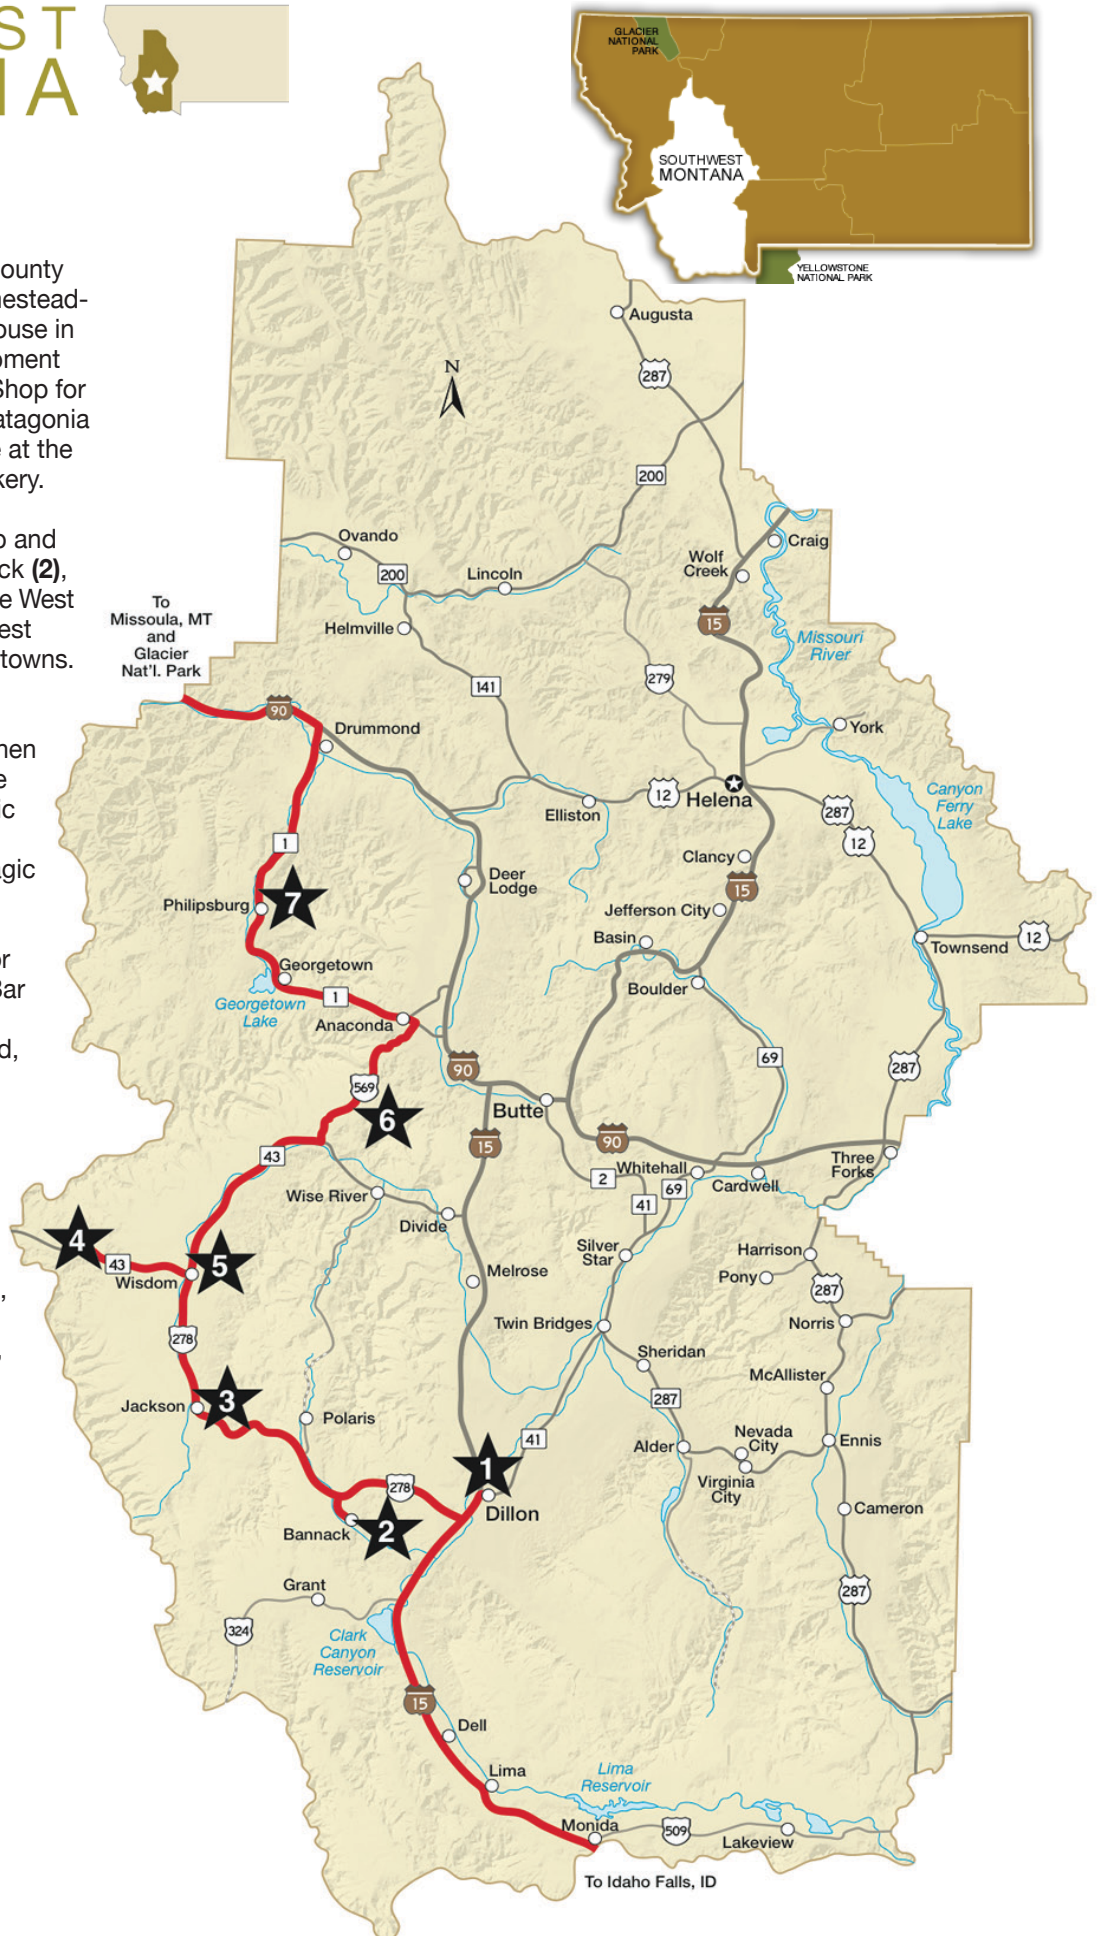 ST
IA
GLACIER
NATIONAL
PARK
SOUTHWEST
MONTANA
YELLOWSTONE
NATIONAL PARK
ounty
nestead-
ouse in
pment
Shop for
atagonia
at the
kery.
o and
ck (2),
e West
est
towns.
hen
e
ic
agic
or
Bar
d,
,
N
Augusta
287
200
Ovando
200
Lincoln
Wolf
Creek
Craig
15
Missouri
River
Helmville
To
Missoula, MT
and
Glacier
Nat'l. Park
141
279
90
Drummond
York
12
Helena
Elliston
287
12
Canyon
Ferry
Lake
1
Clancy
15
Deer
Lodge
7
Philipsburg
Jefferson City
Basin
Townsend
12
Georgetown
Georgetown
Lake
1
Anaconda
Boulder
69
287
90
569
6
Butte
15
90
43
2
Whitehall
69
Cardwell
Three
Forks
Wise River
41
Divide
4
43
Wisdom
5
Silver
Star
Harrison
Melrose
Pony
287
278
Twin Bridges
Norris
Sheridan
McAllister
3
Jackson
Polaris
287
41
Alder
Nevada
City
Ennis
Virginia
City
1
278
Dillon
Cameron
2
Bannack
Grant
287
324
Clark
Canyon
Reservoir
15
Dell
Lima
Lima
Reservoir
Monida
509
Lakeview
To Idaho Falls, ID